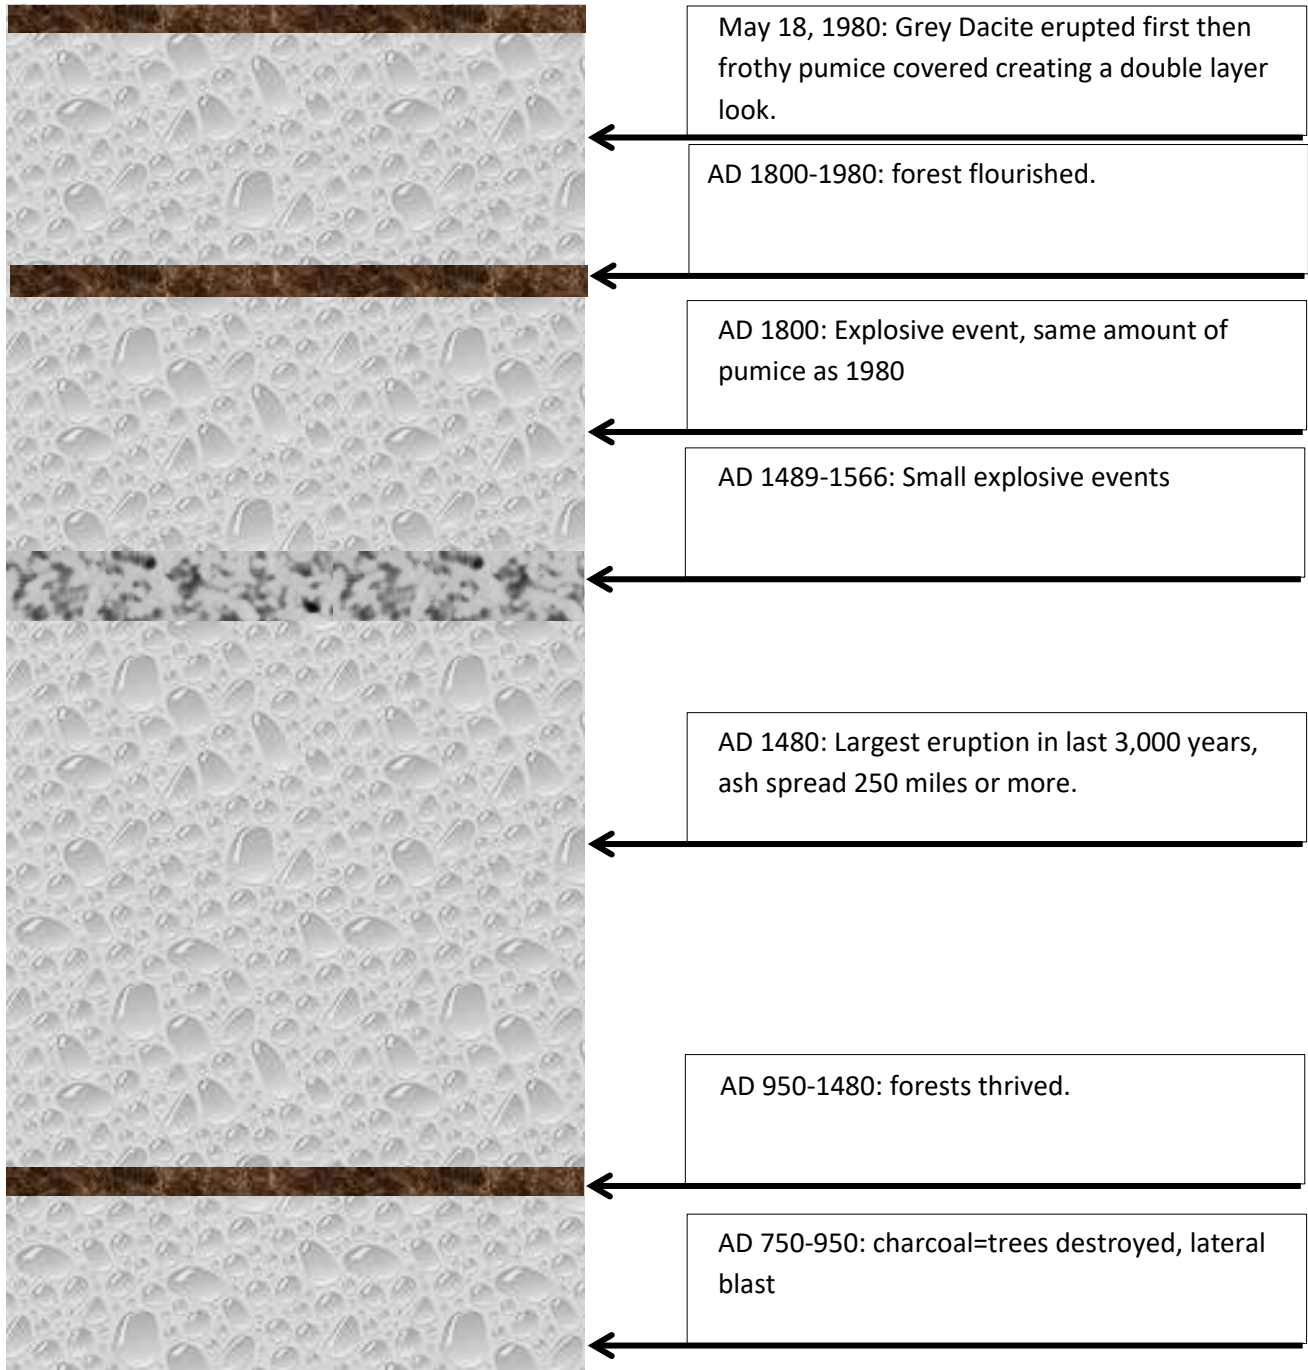 May 18, 1980: Grey Dacite erupted first then
frothy pumice covered creating a double layer
look.
AD 1800-1980: forest flourished.
AD 1800: Explosive event, same amount of
pumice as 1980
AD 1489-1566: Small explosive events
AD 1480: Largest eruption in last 3,000 years,
ash spread 250 miles or more.
AD 950-1480: forests thrived.
AD 750-950: charcoal=trees destroyed, lateral
blast